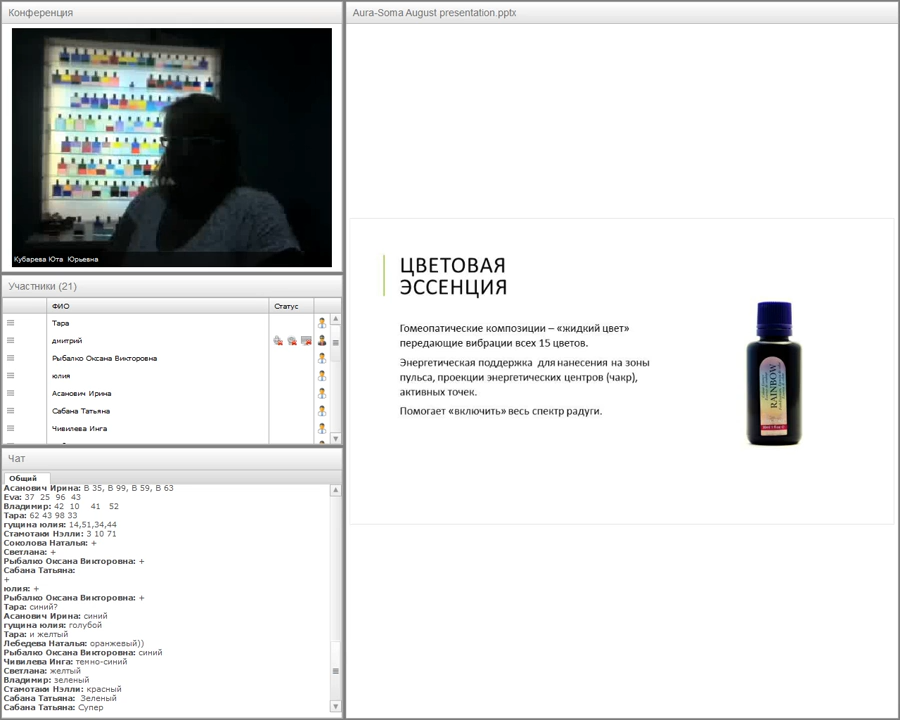 Конференция
Кубарева Юта Юрьевна
Участники (21)
ФИО
Статус
Тара
дмитрий
Рыбалко Оксана Викторовна
юлия
Асанович Ирина
Сабана Татьяна
Чивилева Инга
Чат
Общий
Асанович Ирина: В 35, В 99, В 59, В 63
Eva: 37 25 96 43
Владимир: 42 10 41 52
Тара: 62 43 98 33
гущина юлия: 14,51,34,44
Стамотаки Нэлли: 3 10 71
Соколова Наталья: +
Светлана: +
Рыбалко Оксана Викторовна: +
Сабана Татьяна:
+
юлия: +
Рыбалко Оксана Викторовна: +
Тара: синий?
Асанович Ирина: синий
гущина юлия: голубой
Тара: и желтый
Лебедева Наталья: оранжевый))
Рыбалко Оксана Викторовна: синий
Чивилева Инга: темно-синий
Светлана: желтый
Владимир: зеленый
Стамотаки Нэлли: красный
Сабана Татьяна: Зеленый
Сабана Татьяна: Супер
Aura-Soma August presentation.pptx
ЦВЕТОВАЯ
ЭССЕНЦИЯ
Гомеопатические композиции – «жидкий цвет»
передающие вибрации всех 15 цветов.
Энергетическая поддержка для нанесения на зоны
пульса, проекции энергетических центров (чакр),
активных точек.
Помогает «включить» весь спектр радуги.
RAINBOW